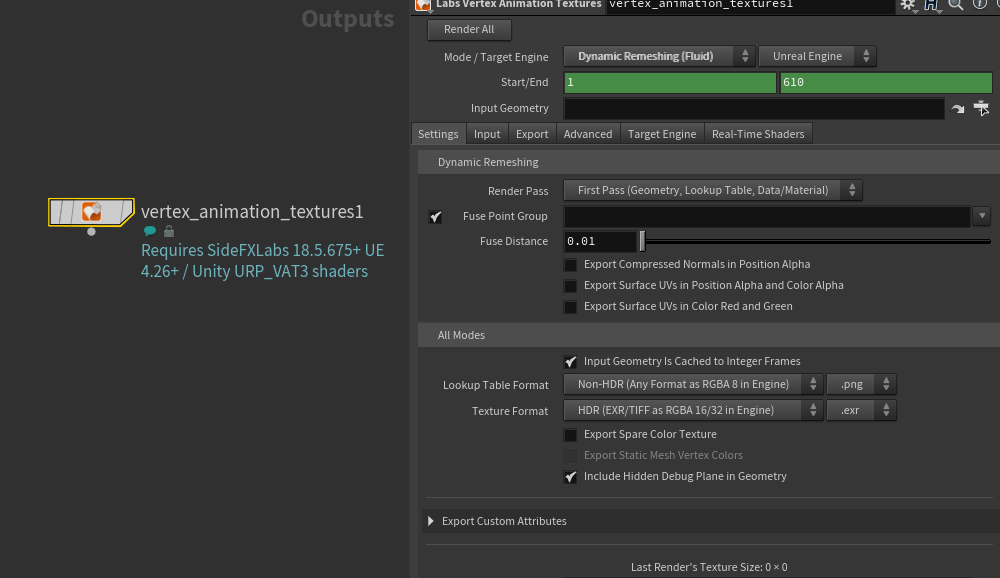 Outputs
Labs Vertex Animation Textures vertex_animation_textures1
Render All
Mode / Target Engine Dynamic Remeshing (Fluid) Unreal Engine
Start/End 1 610
Input Geometry
Settings Input Export Advanced Target Engine Real-Time Shaders
Dynamic Remeshing
Render Pass First Pass (Geometry, Lookup Table, Data/Material)
Fuse Point Group
Fuse Distance 0.01
Export Compressed Normals in Position Alpha
Export Surface UVs in Position Alpha and Color Alpha
Export Surface UVs in Color Red and Green
All Modes
Input Geometry Is Cached to Integer Frames
Lookup Table Format Non-HDR (Any Format as RGBA 8 in Engine) .png
Texture Format HDR (EXR/TIFF as RGBA 16/32 in Engine) .exr
Export Spare Color Texture
Export Static Mesh Vertex Colors
Include Hidden Debug Plane in Geometry
Export Custom Attributes
Last Render's Texture Size: 0 × 0
vertex_animation_textures1
Requires SideFXLabs 18.5.675+ UE
4.26+ / Unity URP_VAT3 shaders